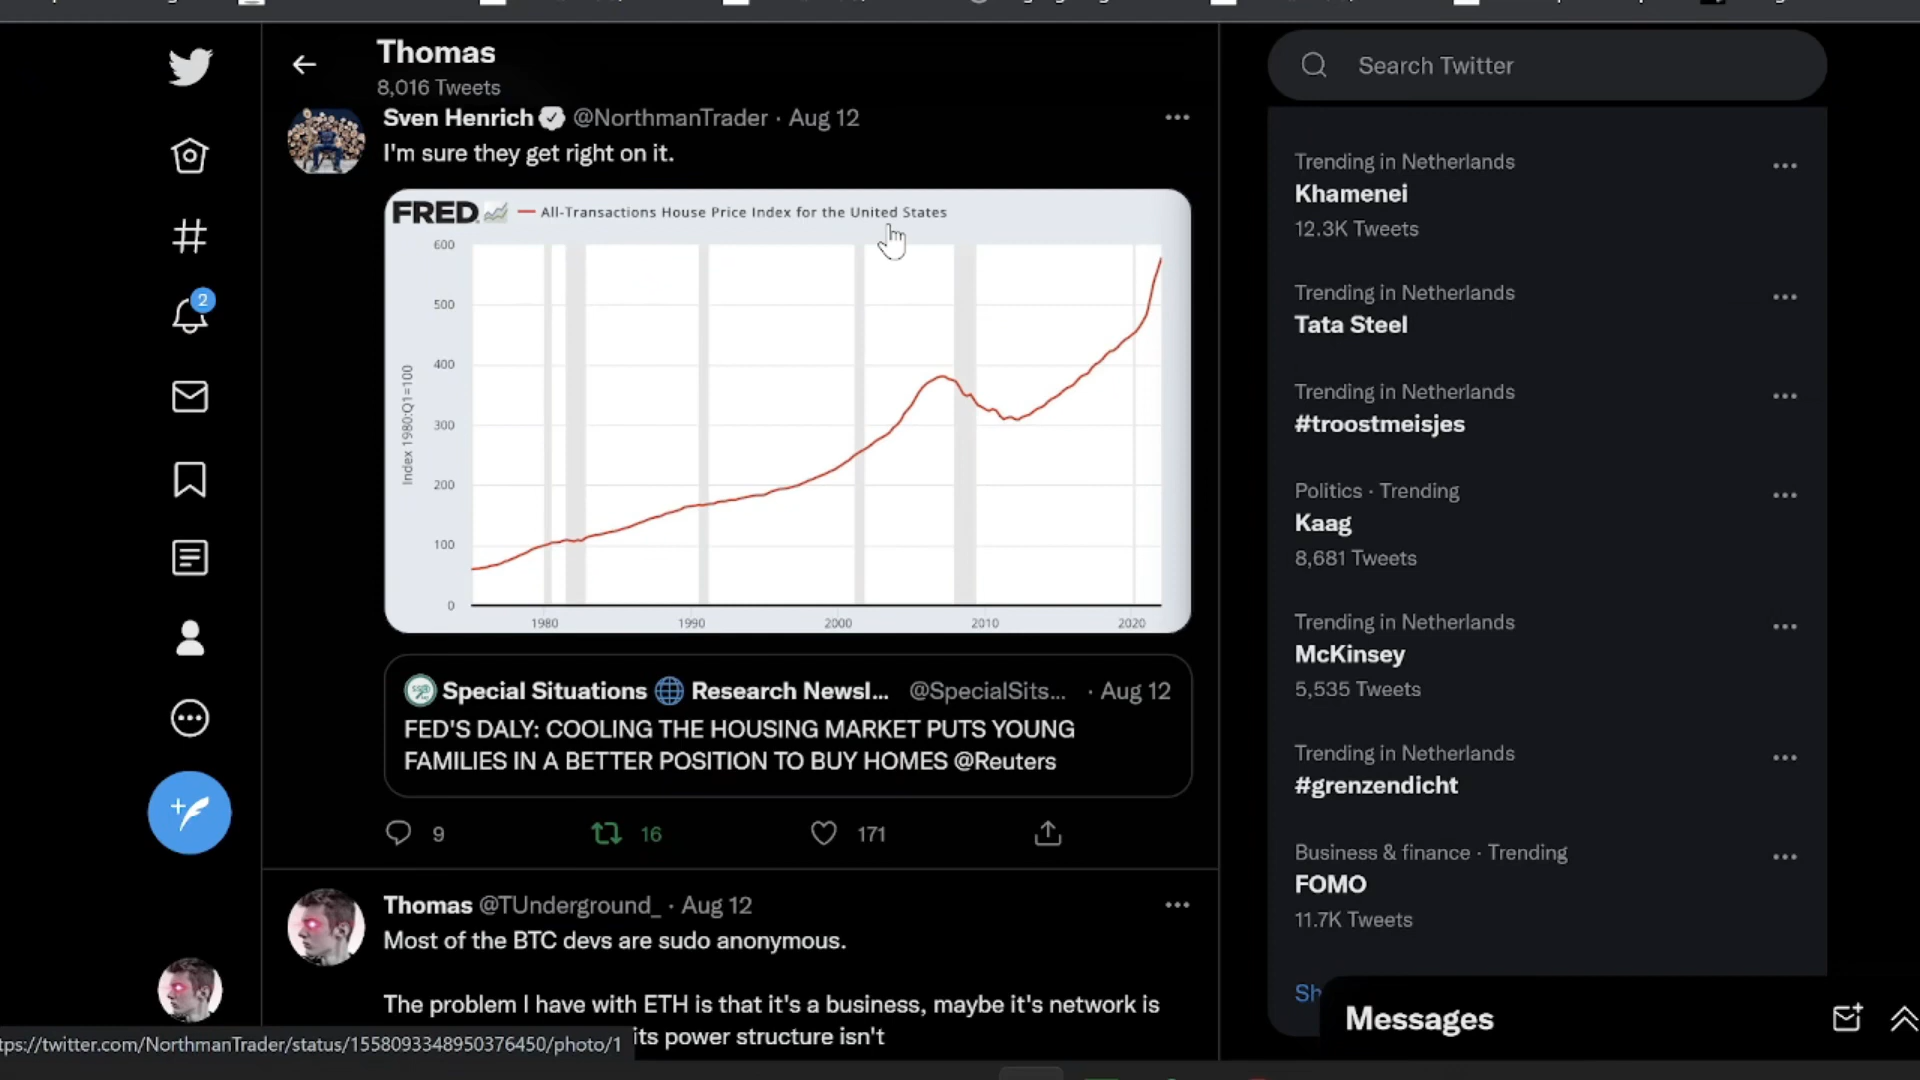 Thomas
8,016 Tweets
Sven Henrich @NorthmanTrader · Aug 12
I'm sure they get right on it.
FRED
All-Transactions House Price Index for the United States
600
500
400
300
200
100
0
Index 1980:Q1=100
1980
1990
2000
2010
2020
Special Situations Research Newsl... @SpecialSits... · Aug 12
FED'S DALY: COOLING THE HOUSING MARKET PUTS YOUNG
FAMILIES IN A BETTER POSITION TO BUY HOMES @Reuters
9
16
171
Thomas @TUnderground_ · Aug 12
Most of the BTC devs are sudo anonymous.
The problem I have with ETH is that it's a business, maybe it's network is
its power structure isn't
tps://twitter.com/NorthmanTrader/status/1558093348950376450/photo/1
2
Search Twitter
Trending in Netherlands
Khamenei
12.3K Tweets
Trending in Netherlands
Tata Steel
Trending in Netherlands
#troostmeisjes
Politics · Trending
Kaag
8,681 Tweets
Trending in Netherlands
McKinsey
5,535 Tweets
Trending in Netherlands
#grenzendicht
Business & finance · Trending
FOMO
11.7K Tweets
Sh
Messages